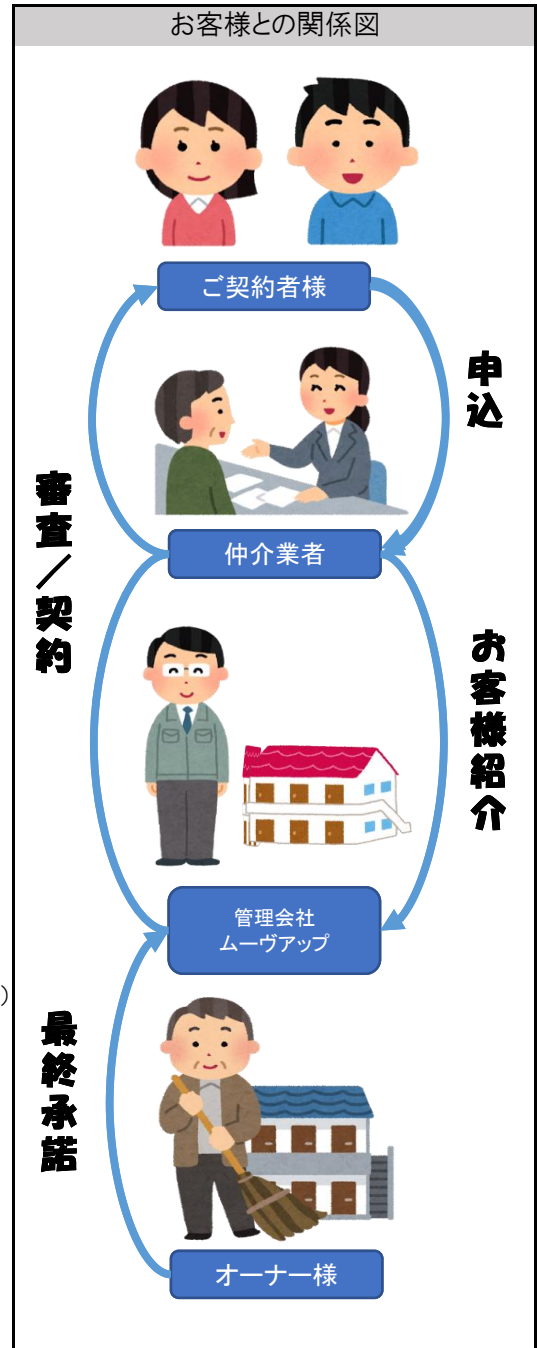 お客様との関係図
ご契約者様
申込
仲介業者
審査／契約
お客様紹介
管理会社
ムーヴアップ
)
最終承諾
オーナー様